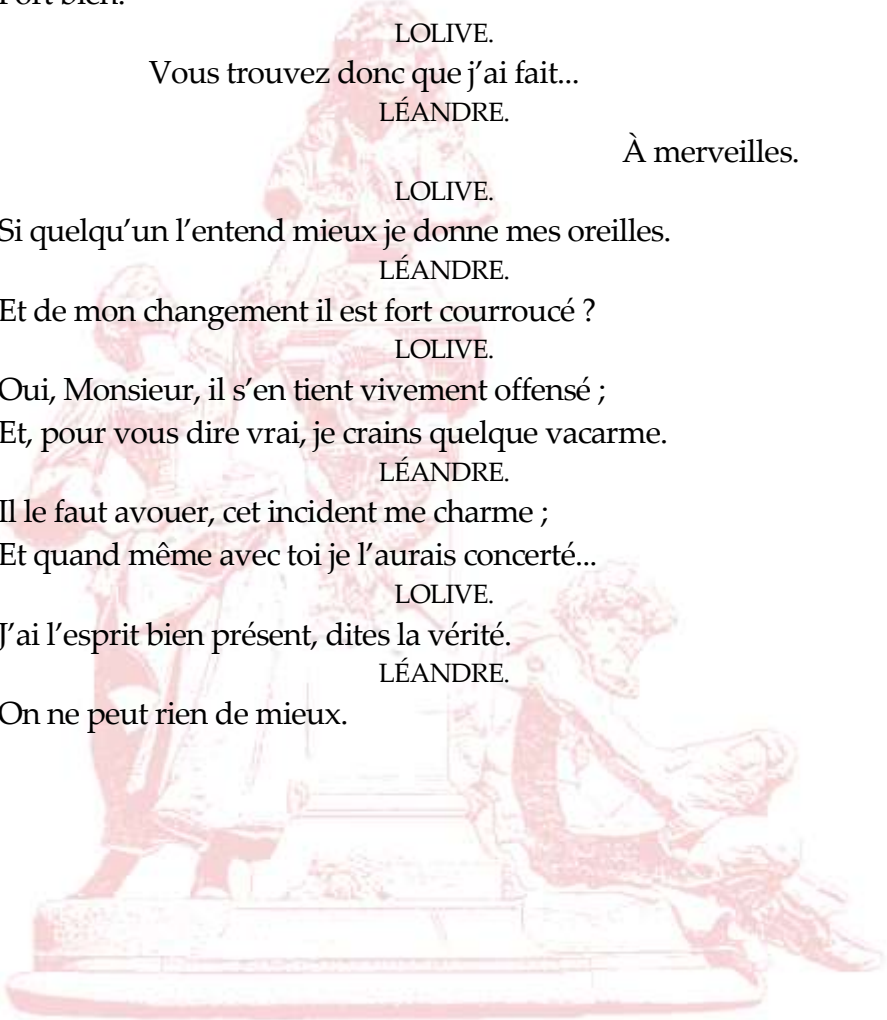 Fort bien.
LOLIVE.
Vous trouvez donc que j’ai fait...
LÉANDRE.
À merveilles.
LOLIVE.
Si quelqu’un l’entend mieux je donne mes oreilles.
LÉANDRE.
Et de mon changement il est fort courroucé ?
LOLIVE.
Oui, Monsieur, il s’en tient vivement offensé ;
Et, pour vous dire vrai, je crains quelque vacarme.
LÉANDRE.
Il le faut avouer, cet incident me charme ;
Et quand même avec toi je l’aurais concerté...
LOLIVE.
J’ai l’esprit bien présent, dites la vérité.
LÉANDRE.
On ne peut rien de mieux.